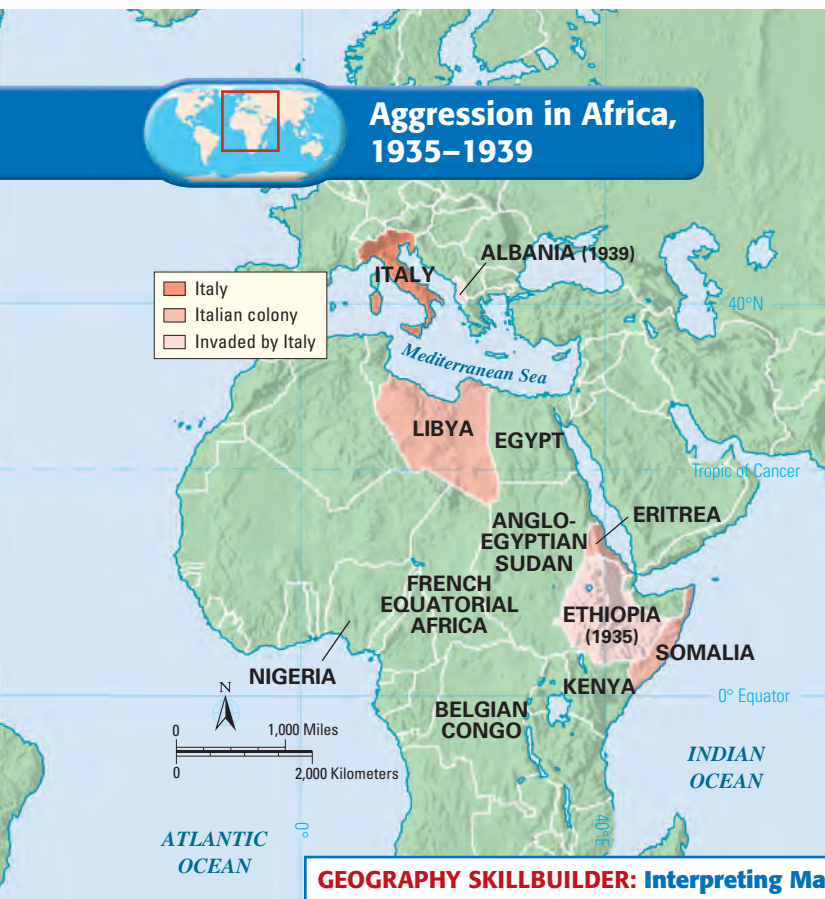 Aggression in Africa,
1935–1939
ALBANIA (1939)
ITALY
Italy
Italian colony
Invaded by Italy
40°N
Mediterranean Sea
LIBYA
EGYPT
Tropic of Cancer
ERITREA
ANGLO-
EGYPTIAN
SUDAN
FRENCH
EQUATORIAL
AFRICA
ETHIOPIA
(1935)
SOMALIA
NIGERIA
KENYA
0° Equator
N
BELGIAN
CONGO
0
1,000 Miles
0
2,000 Kilometers
INDIAN
OCEAN
ATLANTIC
OCEAN
0°
40°E
GEOGRAPHY SKILLBUILDER: Interpreting Ma